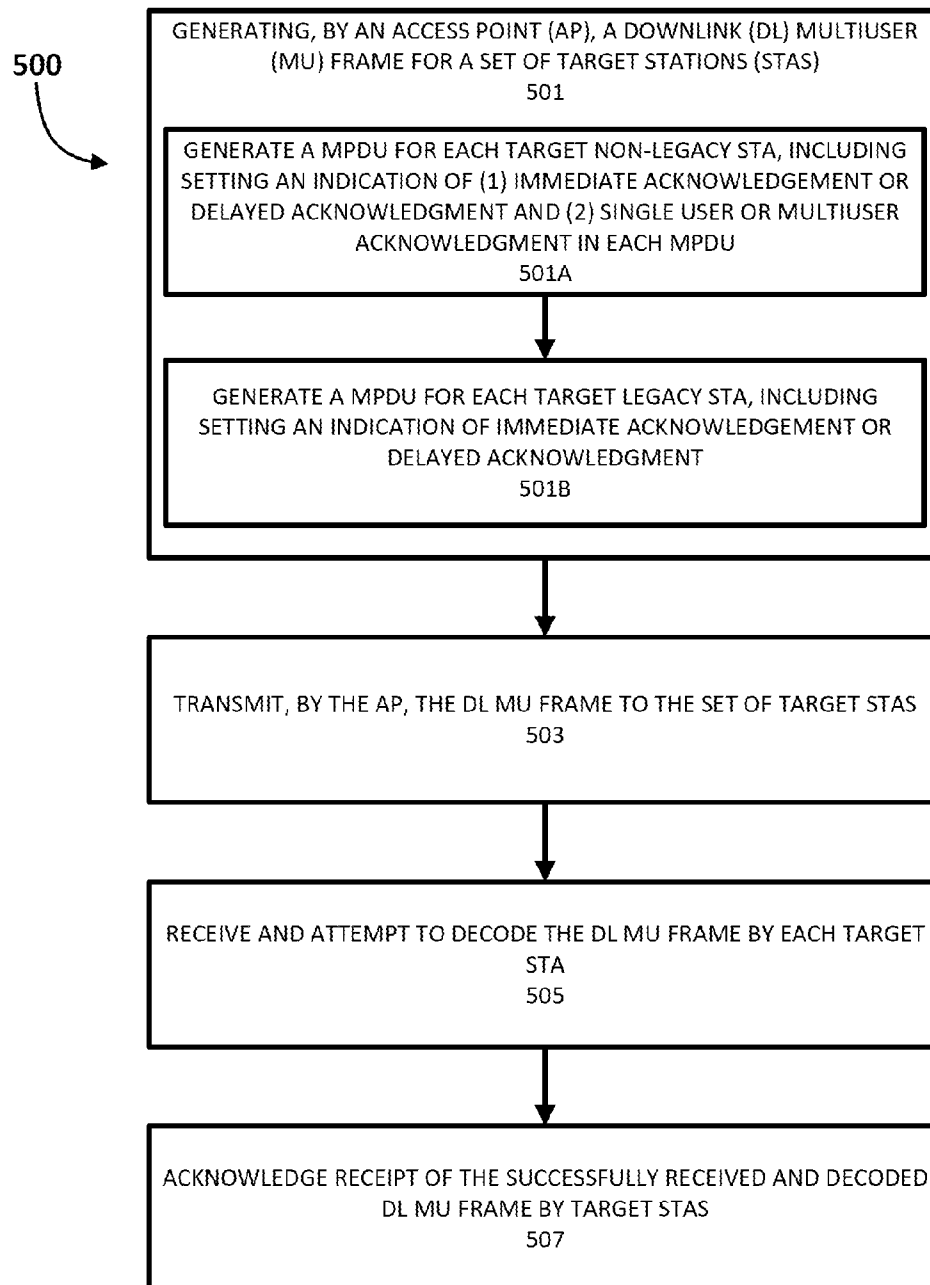 500
GENERATING, BY AN ACCESS POINT (AP), A DOWNLINK (DL) MULTIUSER
(MU) FRAME FOR A SET OF TARGET STATIONS (STAS)
501
GENERATE A MPDU FOR EACH TARGET NON-LEGACY STA, INCLUDING
SETTING AN INDICATION OF (1) IMMEDIATE ACKNOWLEDGEMENT OR
DELAYED ACKNOWLEDGMENT AND (2) SINGLE USER OR MULTIUSER
ACKNOWLEDGMENT IN EACH MPDU
501A
GENERATE A MPDU FOR EACH TARGET LEGACY STA, INCLUDING
SETTING AN INDICATION OF IMMEDIATE ACKNOWLEDGEMENT OR
DELAYED ACKNOWLEDGMENT
501B
TRANSMIT, BY THE AP, THE DL MU FRAME TO THE SET OF TARGET STAS
503
RECEIVE AND ATTEMPT TO DECODE THE DL MU FRAME BY EACH TARGET
STA
505
ACKNOWLEDGE RECEIPT OF THE SUCCESSFULLY RECEIVED AND DECODED
DL MU FRAME BY TARGET STAS
507